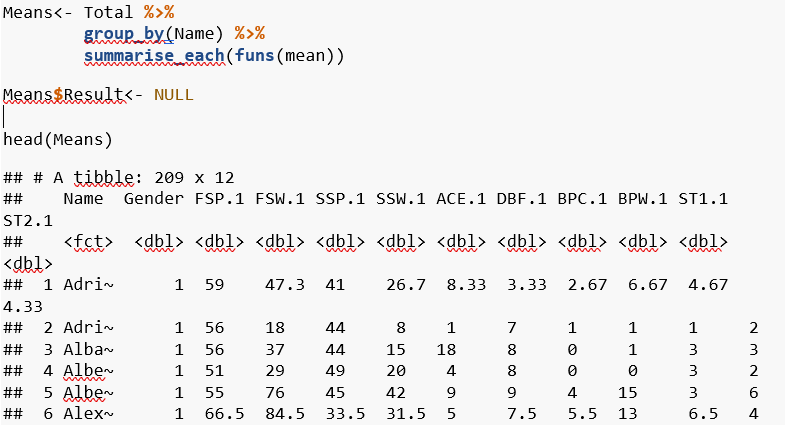 Means<- Total %>%
group_by(Name) %>%
summarise_each(funs(mean))
Means$Result<- NULL
head(Means)
## # A tibble: 209 x 12
##    Name  Gender FSP.1 FSW.1 SSP.1 SSW.1 ACE.1 DBF.1 BPC.1 BPW.1 ST1.1
ST2.1
##    <fct>  <dbl> <dbl> <dbl> <dbl> <dbl> <dbl> <dbl> <dbl> <dbl> <dbl>
<dbl>
##  1 Adri~      1  59    47.3  41    26.7  8.33  3.33  2.67  6.67  4.67
4.33
##  2 Adri~      1  56    18    44     8    1     7     1     1     1     2
##  3 Alba~      1  56    37    44    15   18     8     0     1     3     3
##  4 Albe~      1  51    29    49    20    4     8     0     0     3     2
##  5 Albe~      1  55    76    45    42    9     9     4    15     3     6
##  6 Alex~      1  66.5  84.5  33.5  31.5  5     7.5   5.5  13     6.5   4